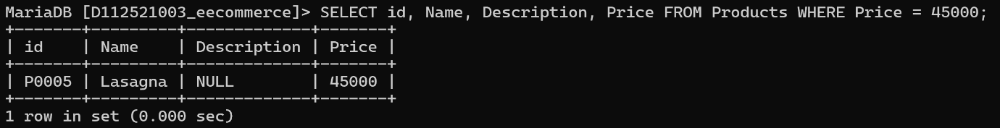 MariaDB [D112521003_eecommerce]> SELECT id, Name, Description, Price FROM Products WHERE Price = 45000;
+-------+---------+-------------+-------+
| id    | Name    | Description | Price |
+-------+---------+-------------+-------+
| P0005 | Lasagna | NULL        | 45000 |
+-------+---------+-------------+-------+
1 row in set (0.000 sec)